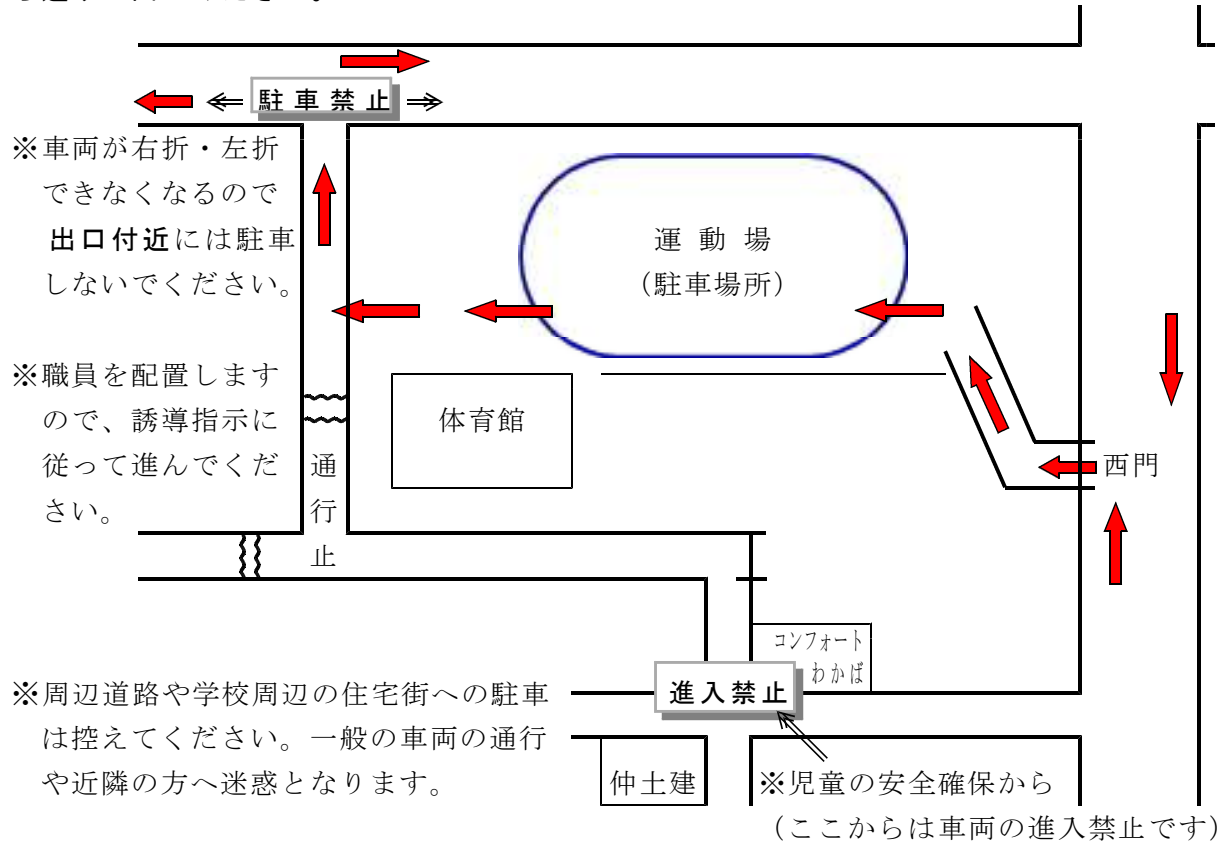 駐車禁止
※車両が右折・左折
できなくなるので
出口付近には駐車
しないでください。
運動場
（駐車場所）
※職員を配置します
ので、誘導指示に
従って進んでくだ
さい。
体育館
通行止
西門
コンフォート
わかば
進入禁止
※周辺道路や学校周辺の住宅街への駐車
は控えてください。一般の車両の通行
や近隣の方へ迷惑となります。
仲土建
※児童の安全確保から
（ここからは車両の進入禁止です）